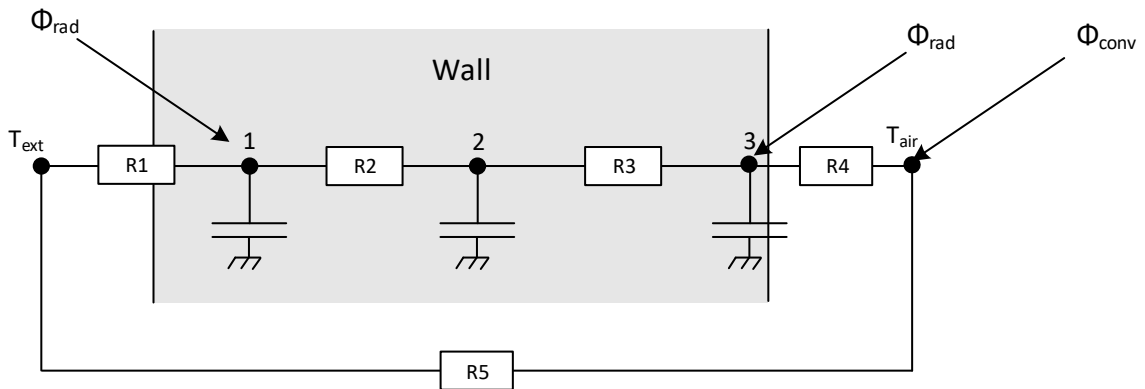 Φrad
Φrad
Φconv
Wall
Text
1
2
3
Tair
R1
R2
R3
R4
R5